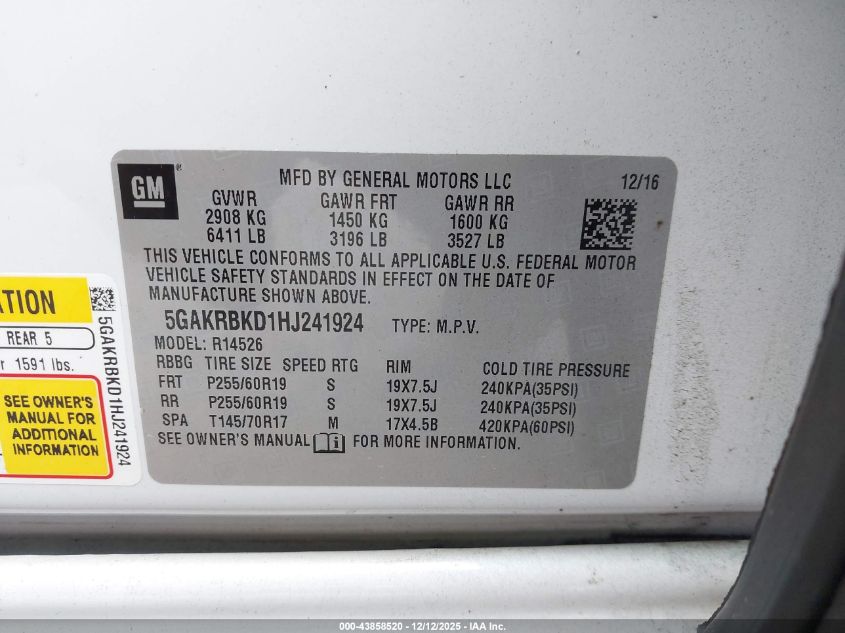 GM
®
MFD BY GENERAL MOTORS LLC 12/16
GVWR GAWR FRT GAWR RR
2908 KG 1450 KG 1600 KG
6411 LB 3196 LB 3527 LB
THIS VEHICLE CONFORMS TO ALL APPLICABLE U.S. FEDERAL MOTOR
VEHICLE SAFETY STANDARDS IN EFFECT ON THE DATE OF
MANUFACTURE SHOWN ABOVE.
5GAKRBKD1HJ241924 TYPE: M.P.V.
MODEL: R14526
RBBG TIRE SIZE SPEED RTG RIM COLD TIRE PRESSURE
FRT P255/60R19 S 19X7.5J 240KPA(35PSI)
RR P255/60R19 S 19X7.5J 240KPA(35PSI)
SPA T145/70R17 M 17X4.5B 420KPA(60PSI)
SEE OWNER'S MANUAL FOR MORE INFORMATION.
ATION
REAR 5
r 1591 lbs.
SEE OWNER'S
MANUAL FOR
ADDITIONAL
INFORMATION
5GAKRBKD1HJ241924
000-43858520 - 12/12/2025 - IAA Inc.